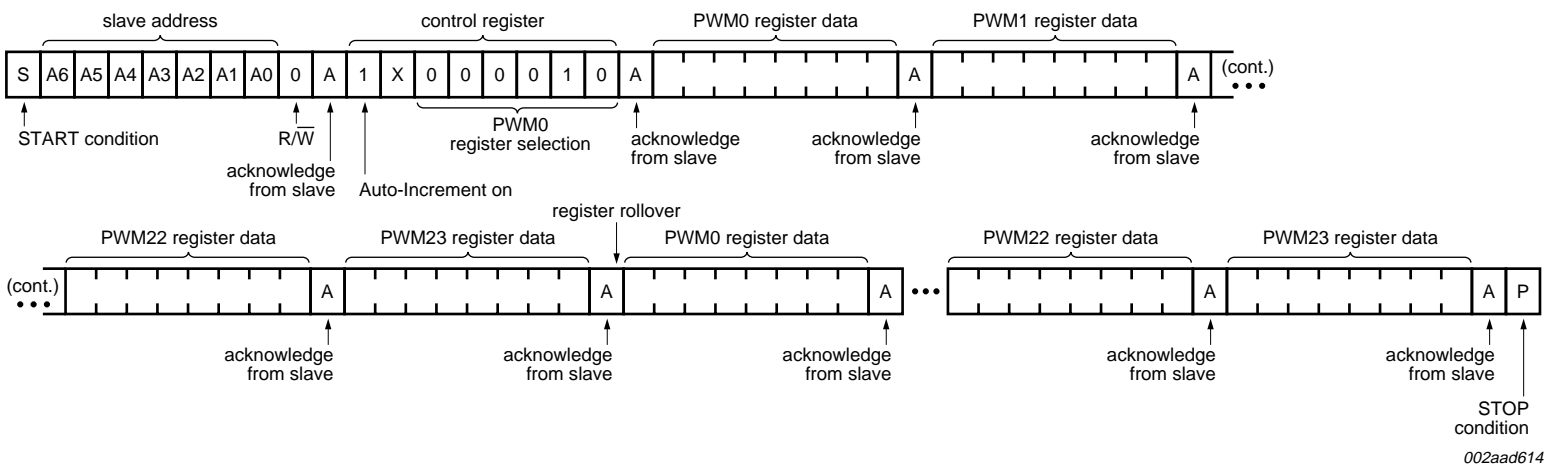 slave address control register PWM0 register data PWM1 register data
S A6 A5 A4 A3 A2 A1 A0 0 A 1 X 0 0 0 0 1 0 A A A (cont.)
START condition R/W̅ PWM0 register selection acknowledge from slave acknowledge from slave acknowledge from slave
acknowledge from slave Auto-Increment on
register rollover
PWM22 register data PWM23 register data PWM0 register data PWM22 register data PWM23 register data
(cont.) A A A A A P
acknowledge from slave acknowledge from slave acknowledge from slave acknowledge from slave acknowledge from slave
STOP condition
002aad614